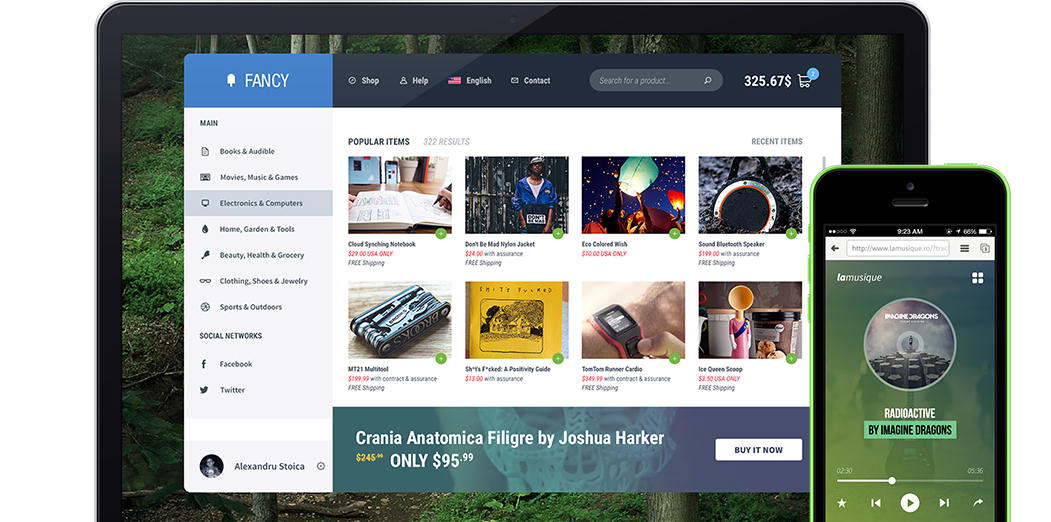 FANCY
Shop
Help
English
Contact
Search for a product...
325.67$
2
MAIN
Books & Audible
Movies, Music & Games
Electronics & Computers
Home, Garden & Tools
Beauty, Health & Grocery
Clothing, Shoes & Jewelry
Sports & Outdoors
SOCIAL NETWORKS
Facebook
Twitter
Alexandru Stoica
POPULAR ITEMS
322 RESULTS
RECENT ITEMS
Cloud Synching Notebook
$29.00 USA ONLY
FREE Shipping
DON'T BE MAD
Don't Be Mad Nylon Jacket
$24.00 with assurance
FREE Shipping
Eco Colored Wish
$10.00 USA ONLY
Sound Bluetooth Speaker
$199.00 with assurance
FREE Shipping
BROOKS
MT21 Multitool
$199.99 with contract & assurance
FREE Shipping
SH*T'S F*CKED
Sh*t's F*cked: A Positivity Guide
$13.00 with assurance
TomTom Runner Cardio
$349.99 with contract & assurance
FREE Shipping
Ice Queen Scoop
$3.50 USA ONLY
FREE Shipping
Crania Anatomica Filigre by Joshua Harker
$245.99 ONLY $95.99
BUY IT NOW
9:23 AM
66%
http://www.lamusique.ro/?trac
lamusique
IMAGINE DRAGONS
RADIOACTIVE
BY IMAGINE DRAGONS
02:30
05:36